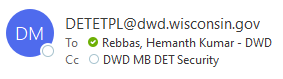 DM
DETETPL@dwd.wisconsin.gov
To Rebbas, Hemanth Kumar - DWD
Cc DWD MB DET Security